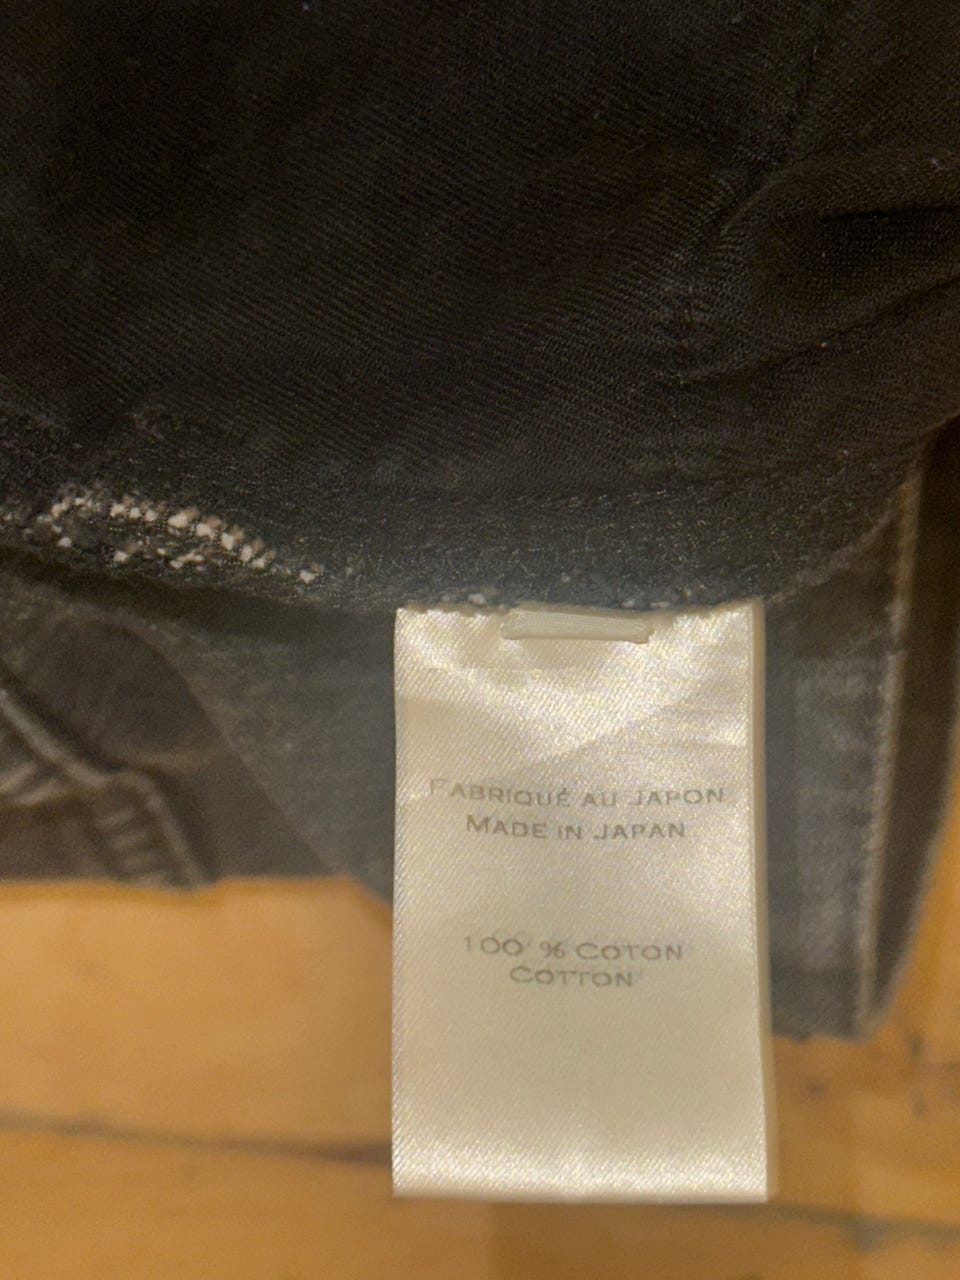 FABRIQUÉ AU JAPON
MADE IN JAPAN
100 % COTON
COTTON